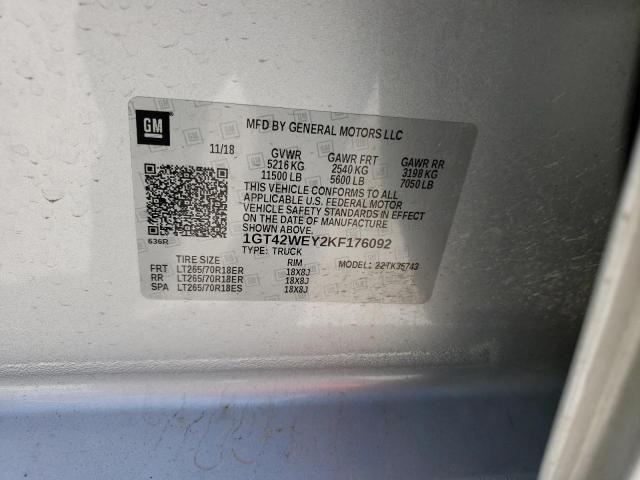 GM
MFD BY GENERAL MOTORS LLC
11/18 GVWR GAWR FRT GAWR RR
5216 KG 2540 KG 3198 KG
11500 LB 5600 LB 7050 LB
THIS VEHICLE CONFORMS TO ALL
APPLICABLE U.S. FEDERAL MOTOR
VEHICLE SAFETY STANDARDS IN EFFECT
ON THE DATE OF MANUFACTURE
SHOWN ABOVE.
636R
1GT42WEY2KF176092
TYPE: TRUCK
TIRE SIZE RIM MODEL:
FRT LT265/70R18ER 18X8J
RR LT265/70R18ER 18X8J
SPA LT265/70R18ES 18X8J